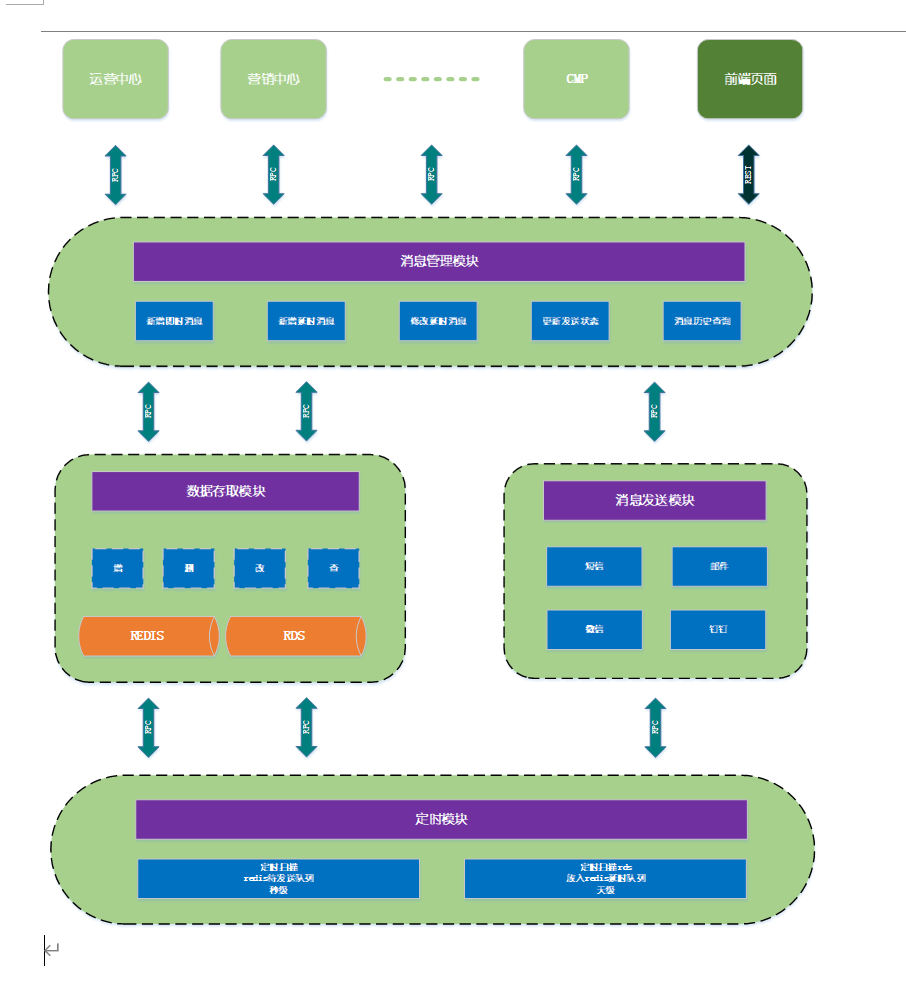 运营中心
营销中心
CMP
前端页面
RPC
RPC
RPC
RPC
REST
消息管理模块
新增即时消息
新增延时消息
修改延时消息
更新发送状态
消息历史查询
RPC
RPC
RPC
数据存取模块
增
删
改
查
REDIS
RDS
消息发送模块
短信
邮件
微信
钉钉
RPC
RPC
RPC
定时模块
定时扫描
redis待发送队列
秒级
定时扫描rds
放入redis延时队列
天级